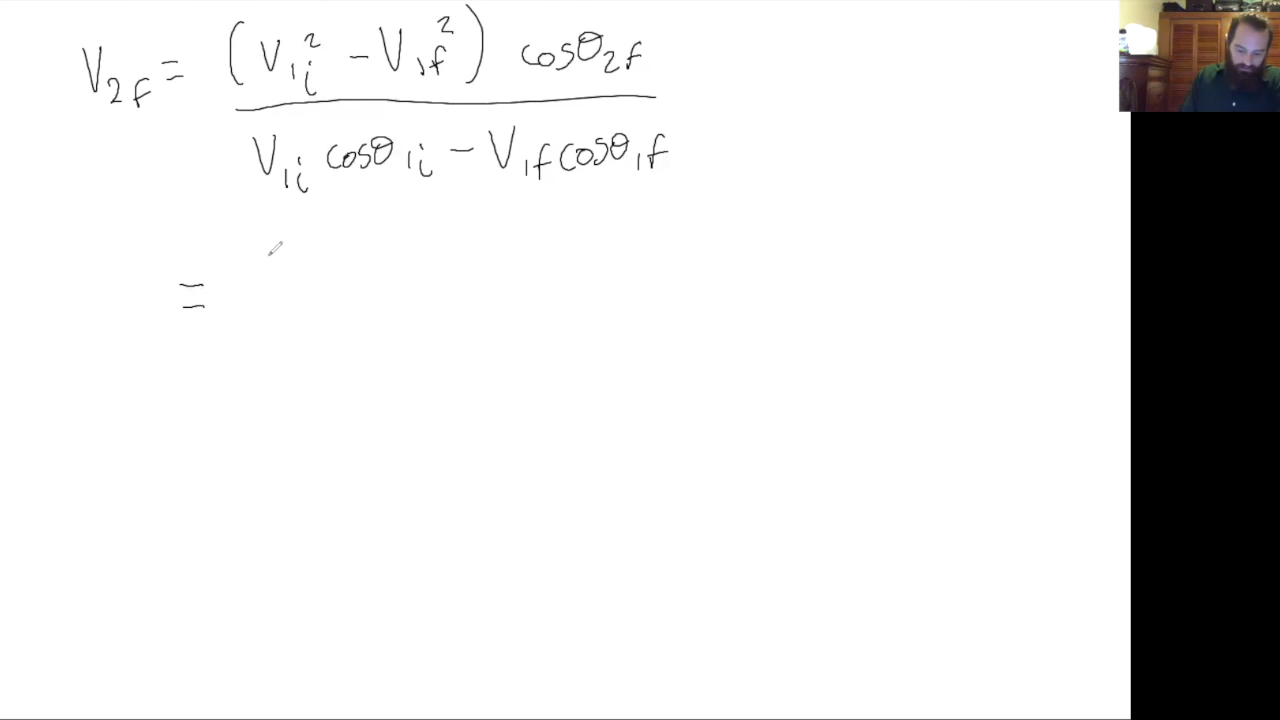 V₂f = (V₁i² - V₁f²) cosθ₂f
V₁i cosθ₁i - V₁f cosθ₁f
=